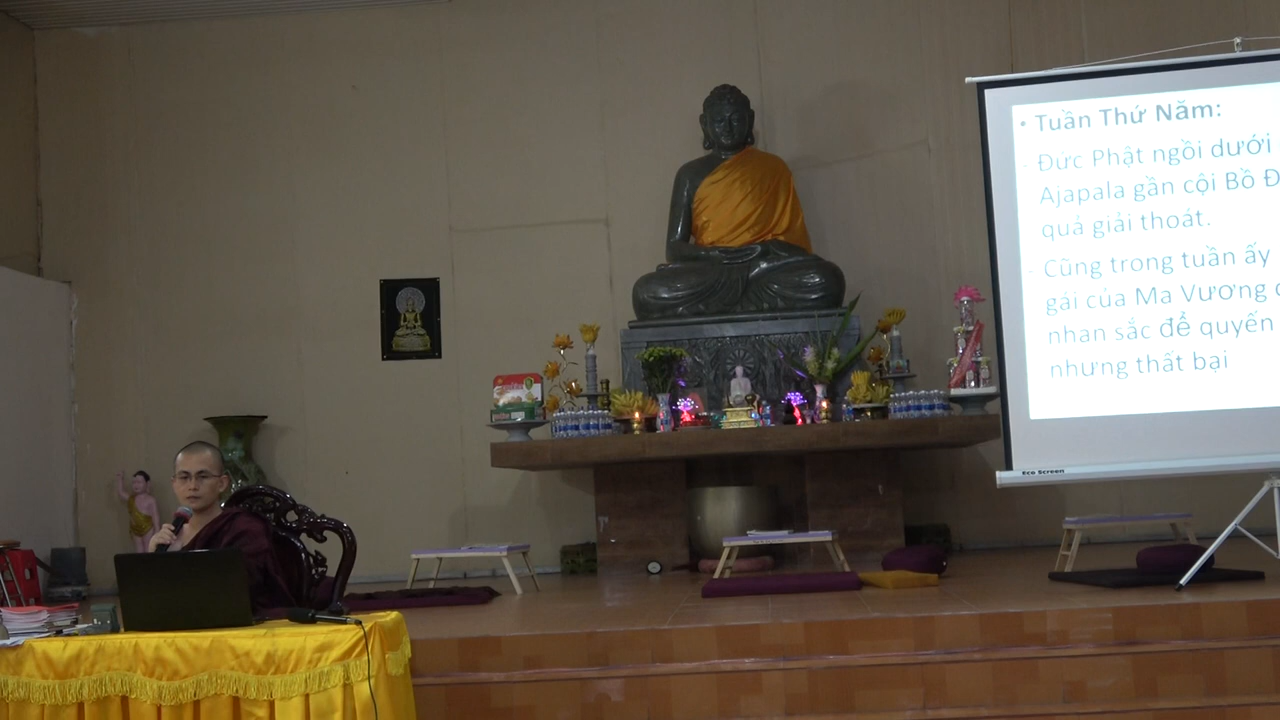 • Tuần Thứ Năm:
- Đức Phật ngồi dưới
Ajapala gần cội Bồ Đ
quả giải thoát.
- Cũng trong tuần ấy
gái của Ma Vương
nhan sắc để quyến
nhưng thất bại
Eco Screen